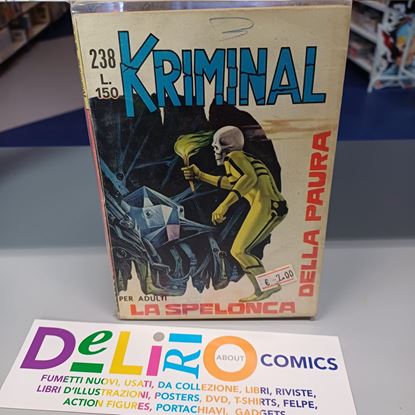 238
L.
150
KRIMINAL
PER ADULTI
LA SPELONCA
DELLA PAURA
€ 7.00
DeLiRiO ABOUT COMICS
FUMETTI NUOVI, USATI, DA COLLEZIONE, LIBRI, RIVISTE,
LIBRI D'ILLUSTRAZIONI, POSTERS, DVD, T-SHIRTS, FELPE,
ACTION FIGURES, PORTACHIAVI, GADGETS